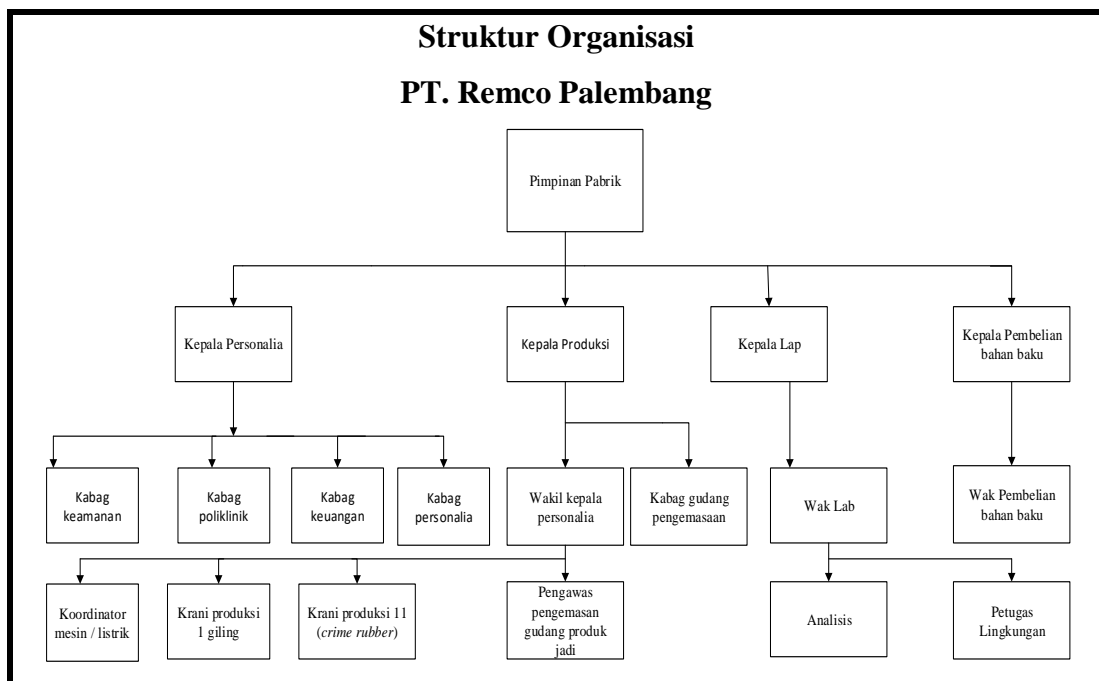 Struktur Organisasi
PT. Remco Palembang
Pimpinan Pabrik
Kepala Personalia
Kepala Produksi
Kepala Lap
Kepala Pembelian
bahan baku
Kabag
keamanan
Kabag
poliklinik
Kabag
keuangan
Kabag
personalia
Wakil kepala
personalia
Kabag gudang
pengemasaan
Wak Lab
Wak Pembelian
bahan baku
Koordinator
mesin / listrik
Krani produksi
1 giling
Krani produksi 11
(crime rubber)
Pengawas
pengemasan
gudang produk
jadi
Analisis
Petugas
Lingkungan